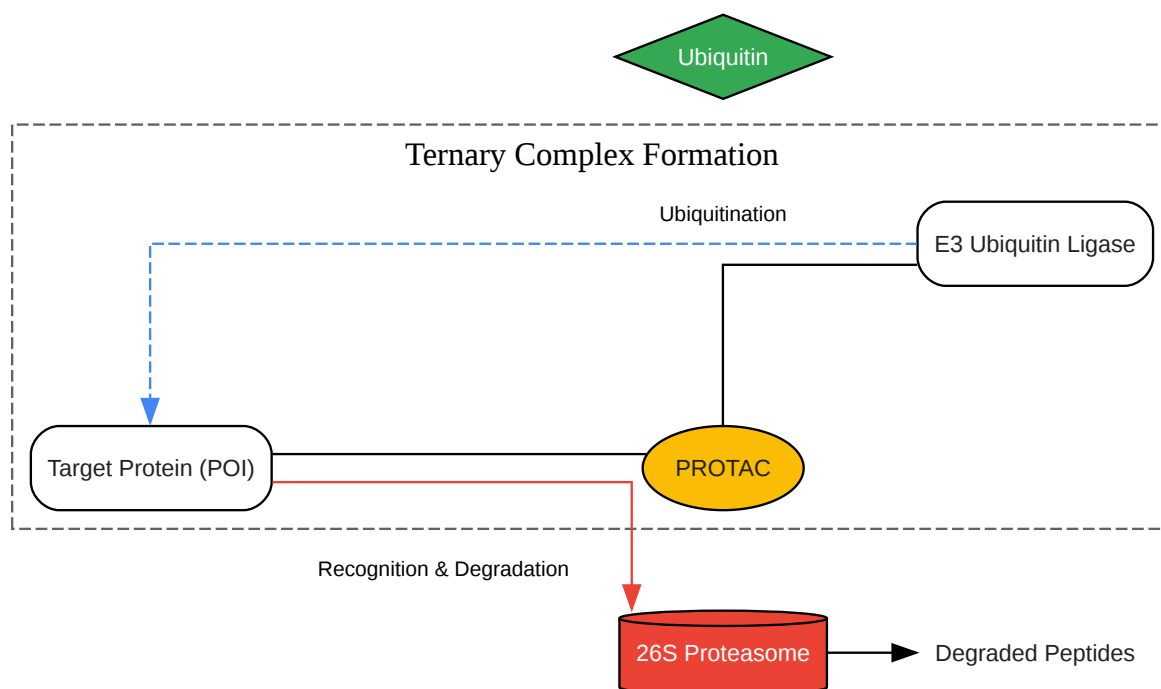 Ubiquitin
Ternary Complex Formation
Ubiquitination
E3 Ubiquitin Ligase
Target Protein (POI)
PROTAC
Recognition & Degradation
26S Proteasome
Degraded Peptides